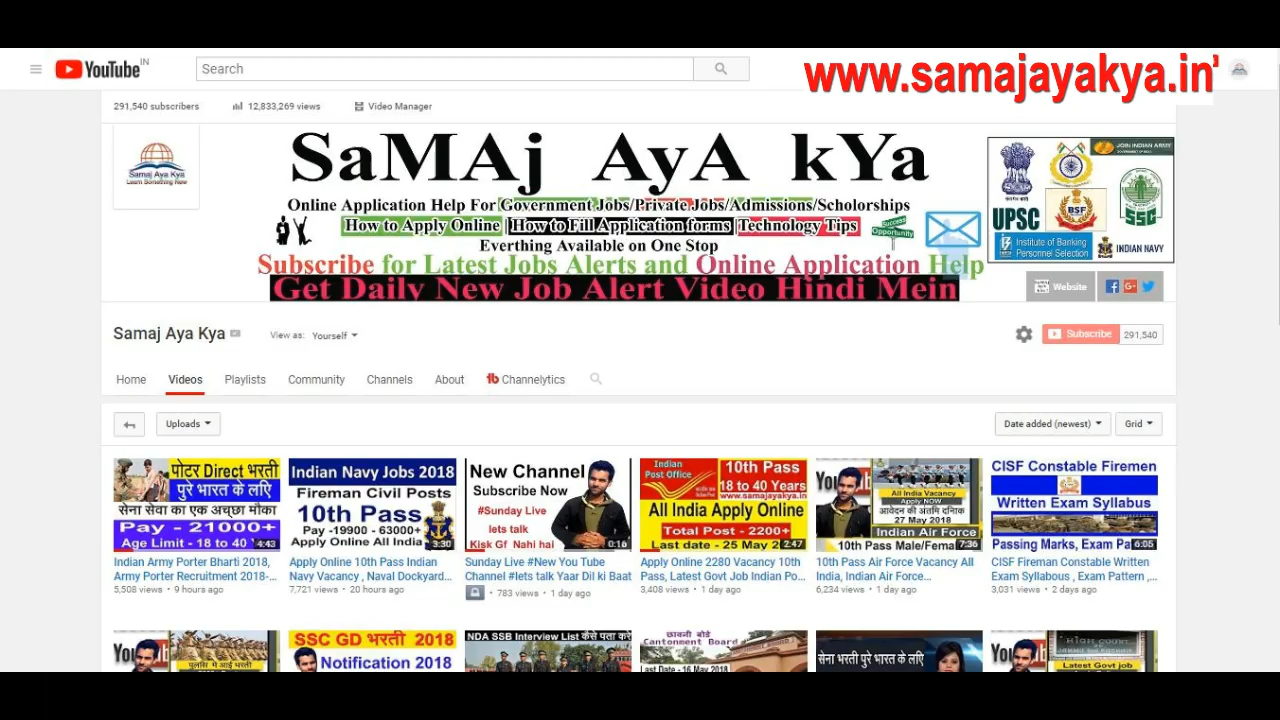 YouTube IN
Search
www.samajayakya.in
291,540 subscribers
12,833,269 views
Video Manager
Samaj Aya Kya
Learn Something New
SaMAj AyA kYa
Online Application Help For Government Jobs/Private Jobs/Admissions/Scholorships
How to Apply Online | How to Fill Application forms | Technology Tips
Everthing Available on One Stop
Subscribe for Latest Jobs Alerts and Online Application Help
Get Daily New Job Alert Video Hindi Mein
Success
Opportunity
JOIN INDIAN ARMY
UPSC
BSF
SSC
Institute of Banking
Personnel Selection
INDIAN NAVY
Website
Samaj Aya Kya
View as: Yourself
Subscribe 291,540
Home
Videos
Playlists
Community
Channels
About
Channelytics
Uploads
Date added (newest)
Grid
पोटर Direct भरती
पुरे भारत के लिए
सेना सेवा का एक अच्छा मौका
Pay - 21000+
Age Limit - 18 to 40
4:43
Indian Army Porter Bharti 2018,
Army Porter Recruitment 2018-...
5,508 views • 9 hours ago
Indian Navy Jobs 2018
Fireman Civil Posts
10th Pass
Pay -19900 - 63000
Apply Online All India
3:30
Apply Online 10th Pass Indian
Navy Vacancy , Naval Dockyard...
7,721 views • 20 hours ago
New Channel
Subscribe Now
#Sunday Live
lets talk
Kisk Gf Nahi hai
0:16
Sunday Live #New You Tube
Channel #lets talk Yaar Dil ki Baat
• 783 views • 1 day ago
Indian
Post Office
10th Pass
18 to 40 Years
www.samajayakya.in
All India Apply Online
Total Post - 2200+
Last date - 25 May 2
2:47
Apply Online 2280 Vacancy 10th
Pass, Latest Govt Job Indian Po...
3,408 views • 1 day ago
You
All India Vacancy
Apply NOW
आवेदन की अंतिम दिनाक
27 May 2018
Indian Air Force
10th Pass Male/Fema
7:36
10th Pass Air Force Vacancy All
India, Indian Air Force...
6,234 views • 1 day ago
CISF Constable Firemen
Written Exam Syllabus
Passing Marks, Exam Pa
6:05
CISF Fireman Constable Written
Exam Syllabous , Exam Pattern ,...
3,031 views • 2 days ago
You
SSC GD भरती 2018
Notification 2018
NDA SSB Interview List कैसे पता करे
छावनी बोर्ड
Cantonment Board
Last date - 16 May 2018
सेना भरती पुरे भारत के लिए
You
HIGH COURT
Latest Govt job